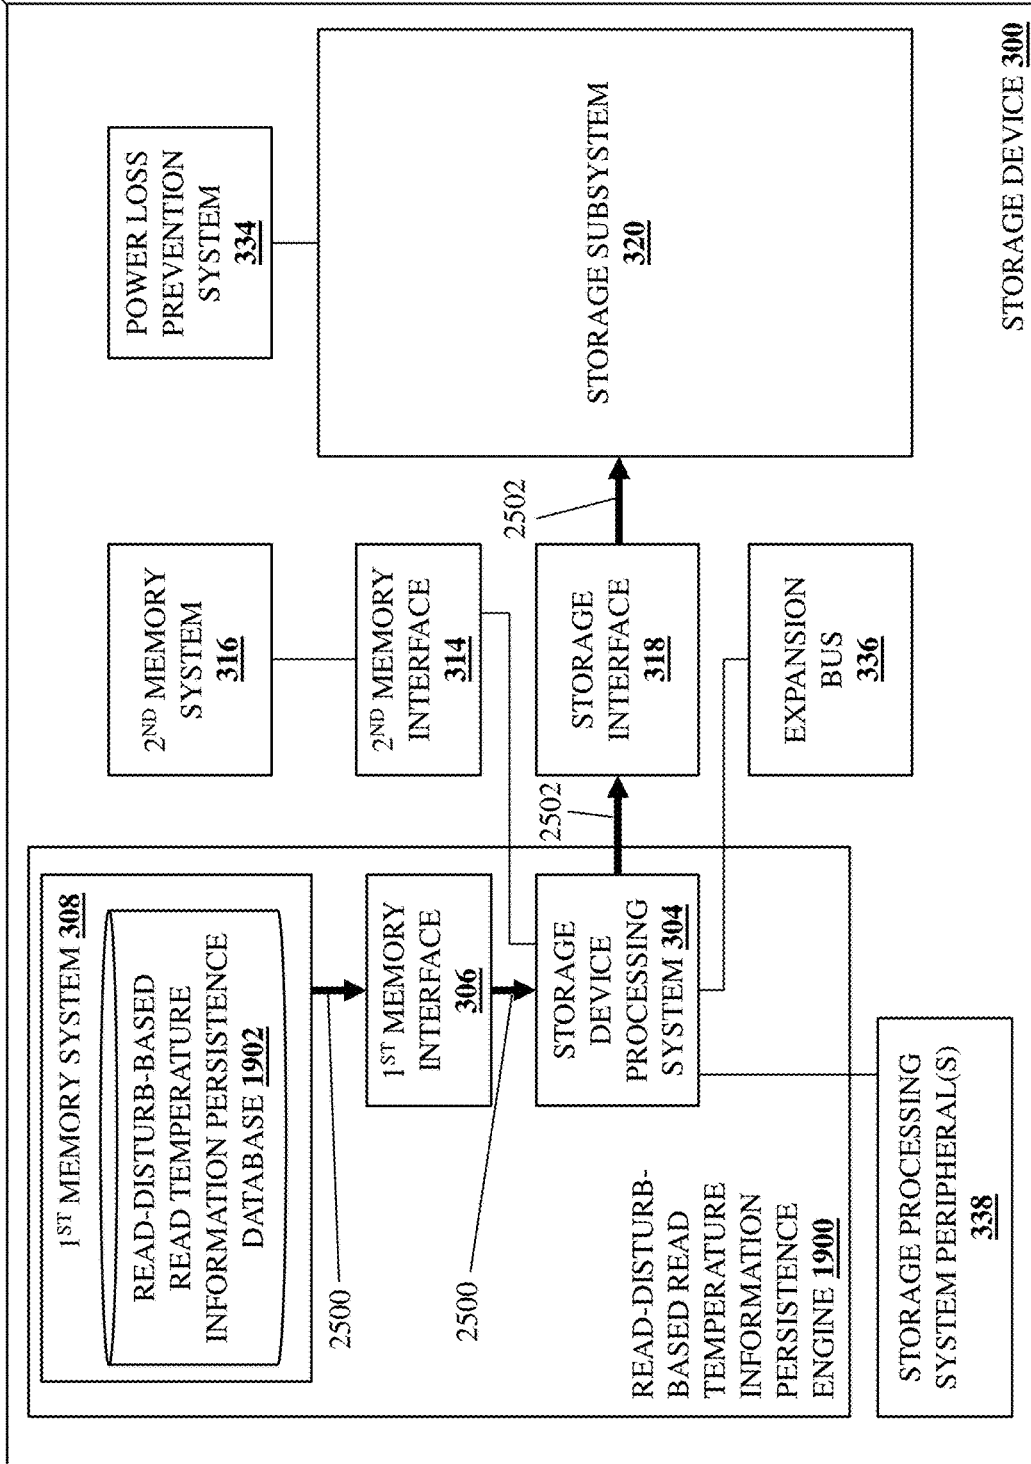 1ST MEMORY SYSTEM 308
READ-DISTURB-BASED
READ TEMPERATURE
INFORMATION PERSISTENCE
DATABASE 1902
2500
1ST MEMORY
INTERFACE
306
2500
STORAGE
DEVICE
PROCESSING
SYSTEM 304
READ-DISTURB-
BASED READ
TEMPERATURE
INFORMATION
PERSISTENCE
ENGINE 1900
STORAGE PROCESSING
SYSTEM PERIPHERAL(S)
338
2ND MEMORY
SYSTEM
316
2ND MEMORY
INTERFACE
314
2502
STORAGE
INTERFACE
318
2502
EXPANSION
BUS
336
POWER LOSS
PREVENTION
SYSTEM
334
STORAGE SUBSYSTEM
320
STORAGE DEVICE 300